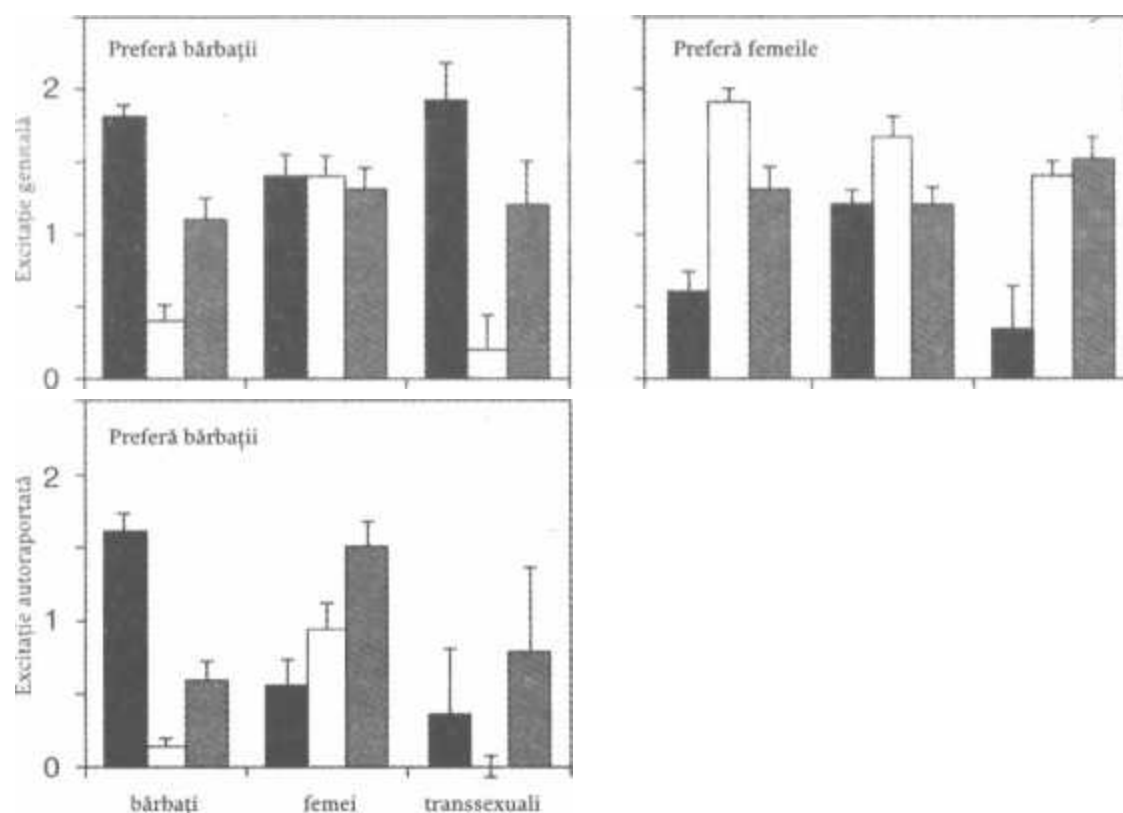 Preferă bărbații
Excitație genitală
2
1
0
Preferă femeile
Preferă bărbații
Excitație autoraportată
2
1
0
bărbați
femei
transsexuali